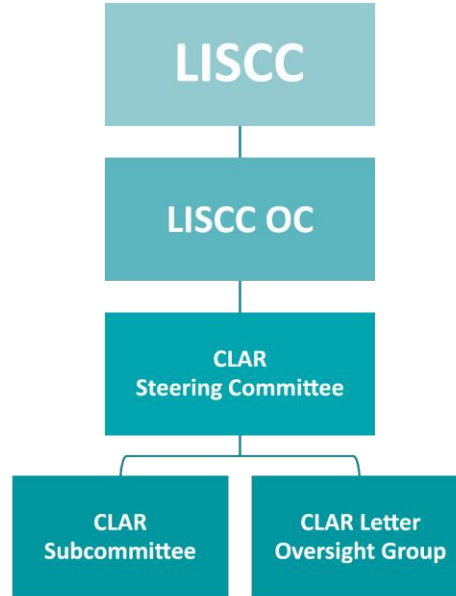 LISCC
LISCC OC
CLAR
Steering Committee
CLAR
Subcommittee
CLAR Letter
Oversight Group